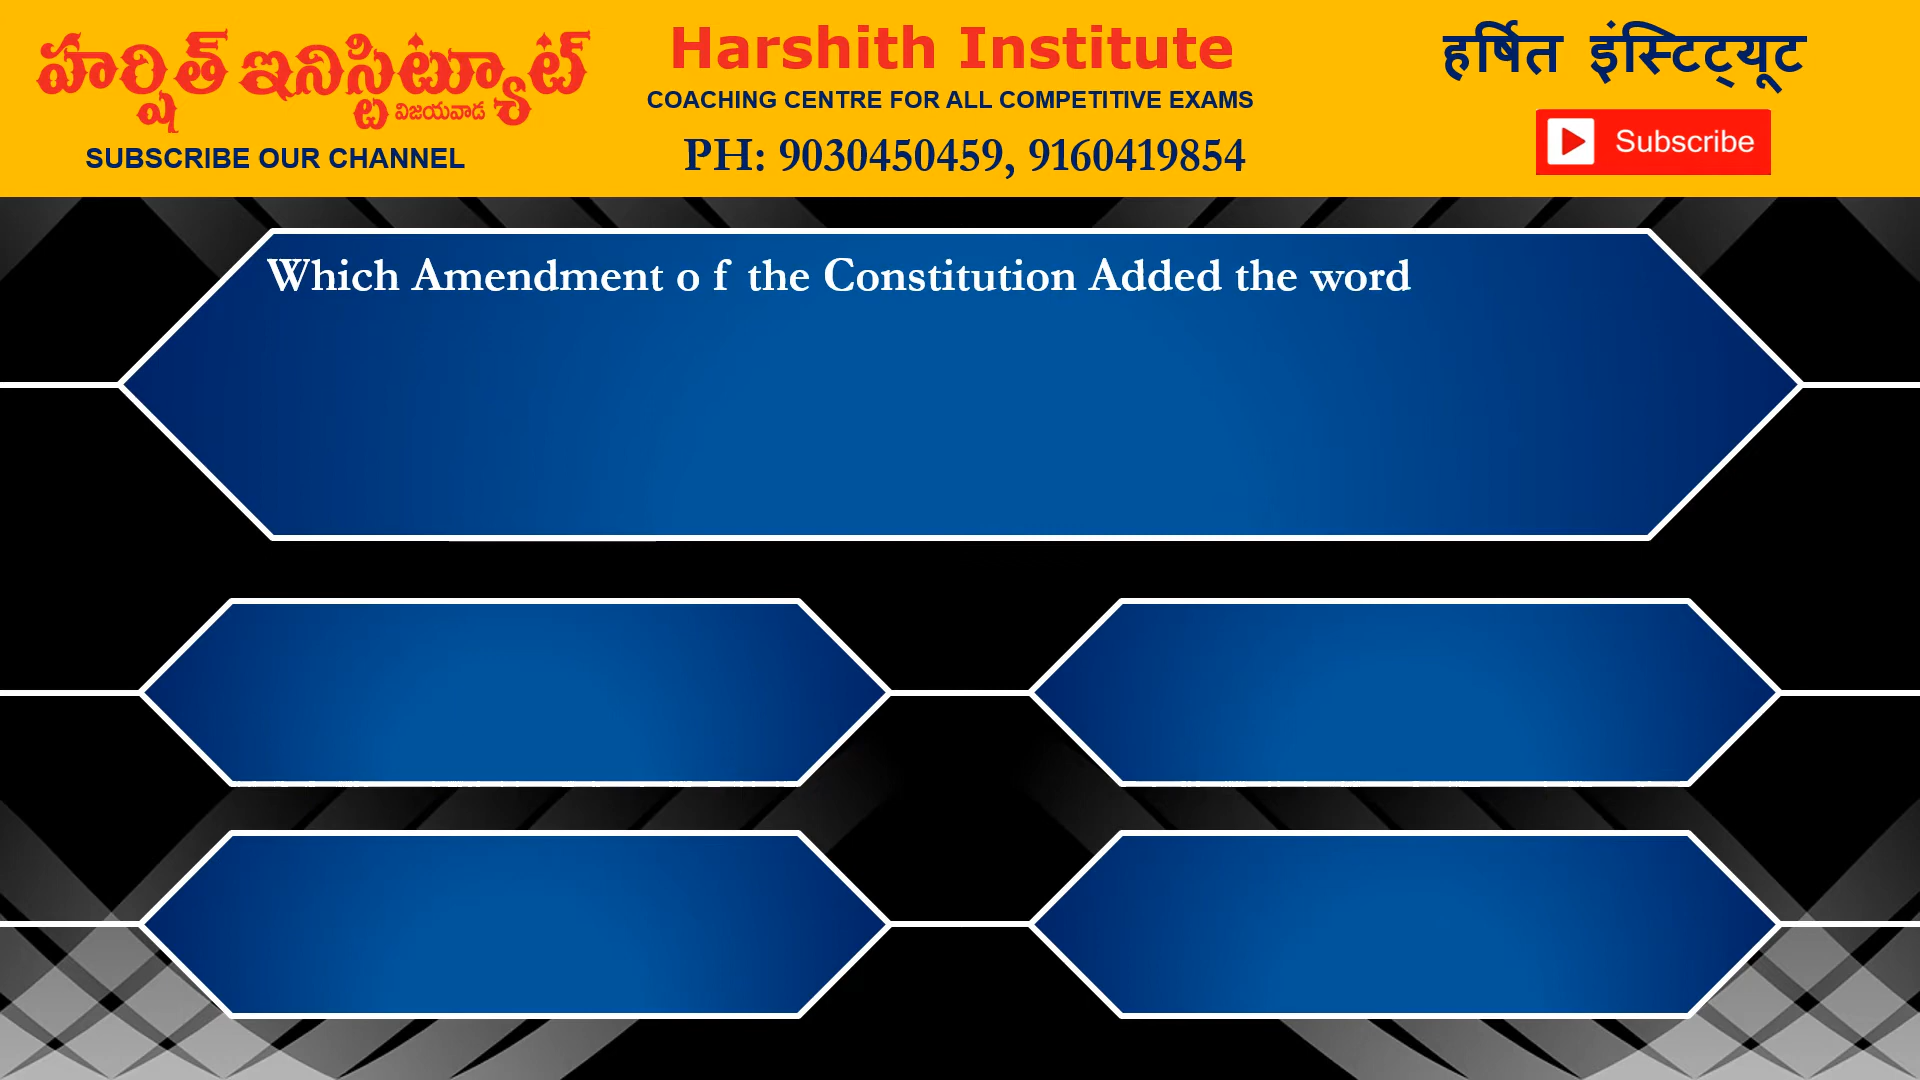 హర్షిత్ ఇనిస్టిట్యూట్
విజయవాడ
SUBSCRIBE OUR CHANNEL
Harshith Institute
COACHING CENTRE FOR ALL COMPETITIVE EXAMS
PH: 9030450459, 9160419854
हर्षित इंस्टिट्यूट
Subscribe
Which Amendment o f the Constitution Added the word